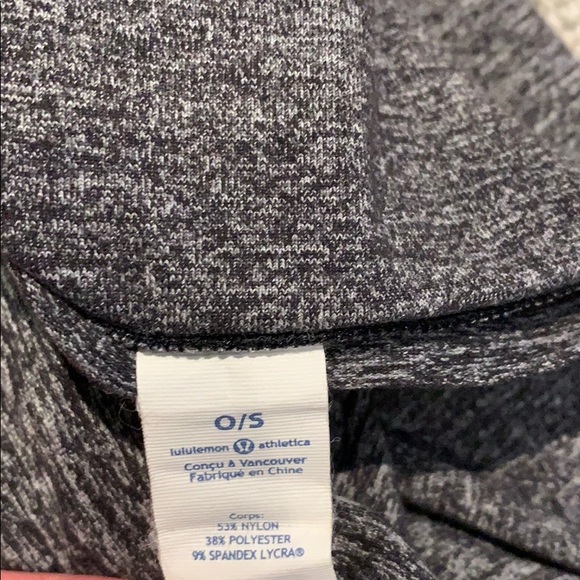 O/S
lululemon athletica
Conçu à Vancouver
Fabriqué en Chine
Corps:
53% NYLON
38% POLYESTER
9% SPANDEX LYCRA®